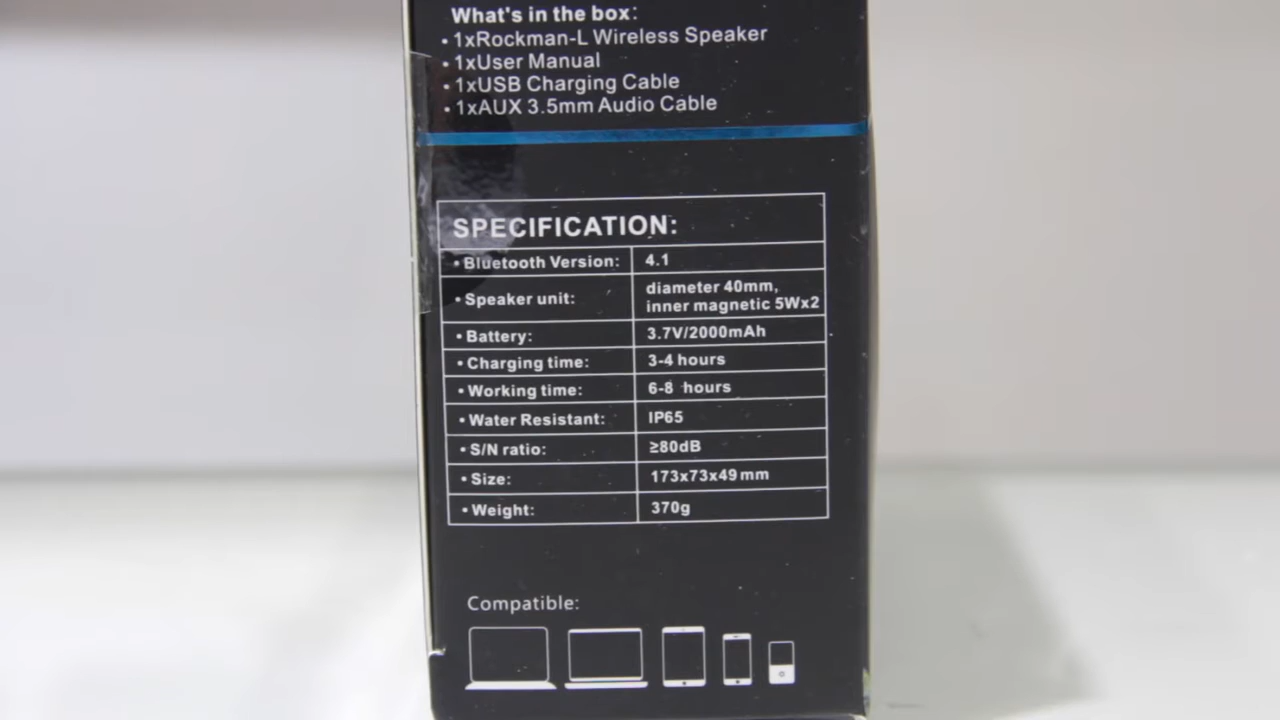 What's in the box:
• 1xRockman-L Wireless Speaker
• 1xUser Manual
• 1xUSB Charging Cable
• 1xAUX 3.5mm Audio Cable
SPECIFICATION:
• Bluetooth Version: 4.1
• Speaker unit: diameter 40mm,
inner magnetic 5Wx2
• Battery: 3.7V/2000mAh
• Charging time: 3-4 hours
• Working time: 6-8 hours
• Water Resistant: IP65
• S/N ratio: ≥80dB
• Size: 173x73x49mm
• Weight: 370g
Compatible: